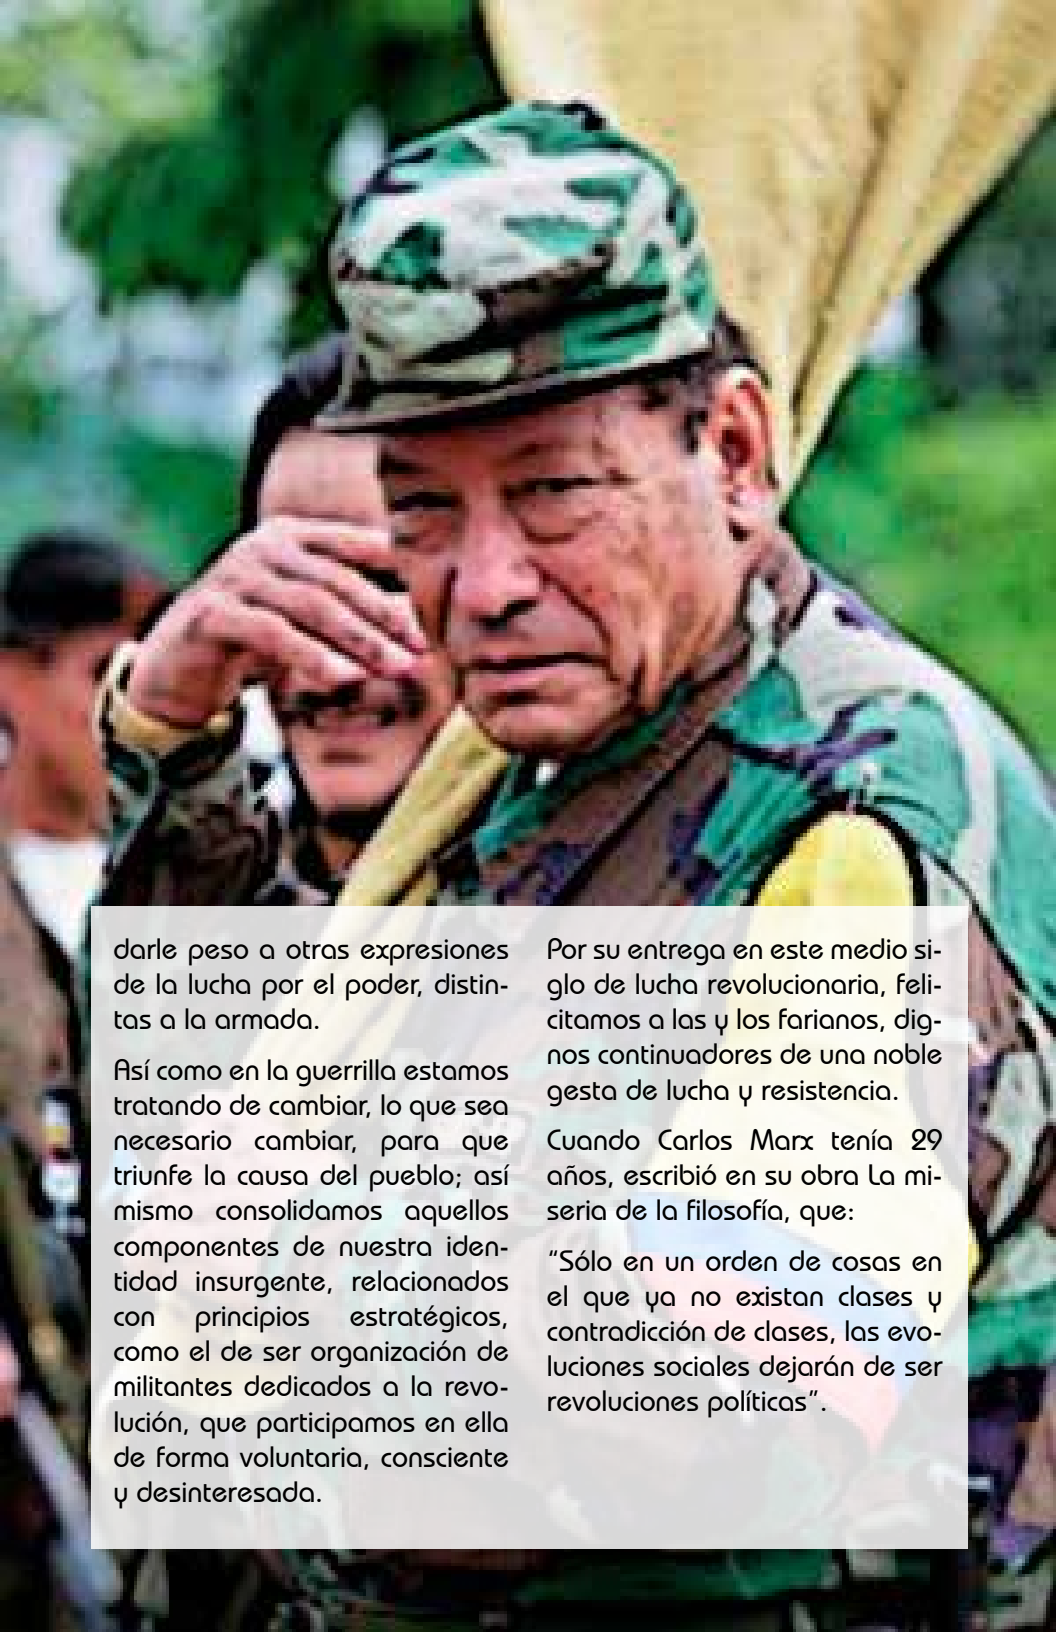 darle peso a otras expresiones
de la lucha por el poder, distin-
tas a la armada.
Así como en la guerrilla estamos
tratando de cambiar, lo que sea
necesario cambiar, para que
triunfe la causa del pueblo; así
mismo consolidamos aquellos
componentes de nuestra iden-
tidad insurgente, relacionados
con principios estratégicos,
como el de ser organización de
militantes dedicados a la revo-
lución, que participamos en ella
de forma voluntaria, consciente
y desinteresada.
Por su entrega en este medio si-
glo de lucha revolucionaria, feli-
citamos a las y los farianos, dig-
nos continuadores de una noble
gesta de lucha y resistencia.
Cuando Carlos Marx tenía 29
años, escribió en su obra La mi-
seria de la filosofía, que:
“Sólo en un orden de cosas en
el que ya no existan clases y
contradicción de clases, las evo-
luciones sociales dejarán de ser
revoluciones políticas”.